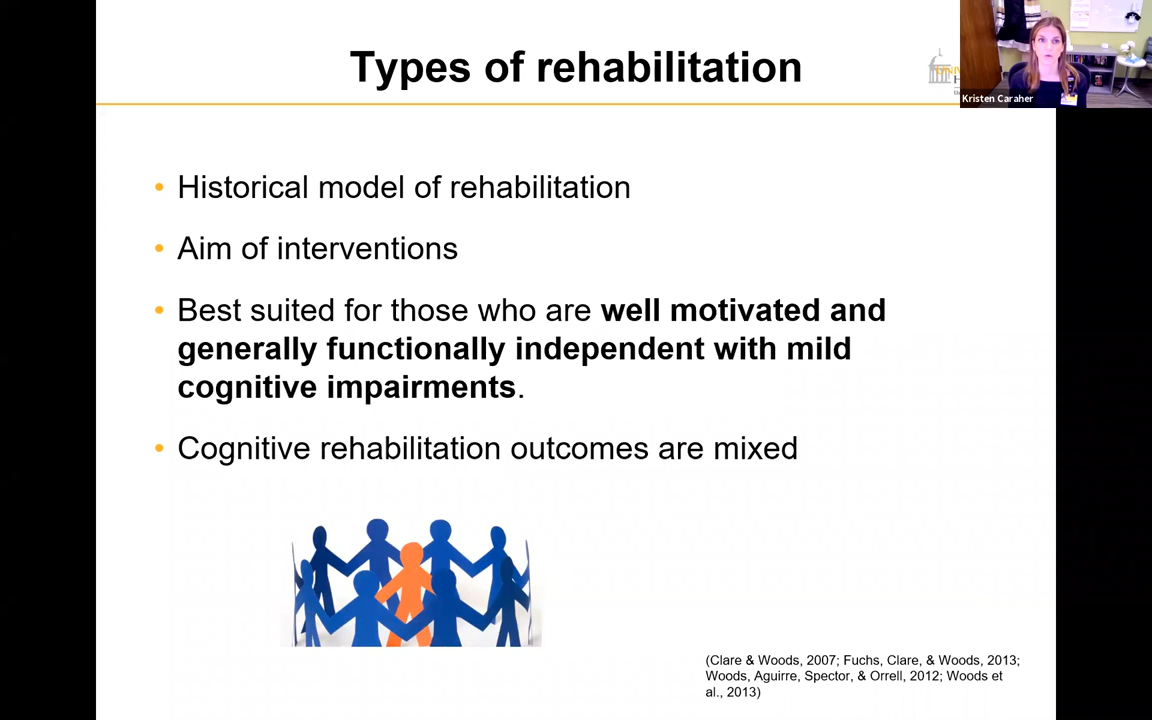 Types of rehabilitation
Kristen Caraher
• Historical model of rehabilitation
• Aim of interventions
• Best suited for those who are well motivated and
generally functionally independent with mild
cognitive impairments.
• Cognitive rehabilitation outcomes are mixed
(Clare & Woods, 2007; Fuchs, Clare, & Woods, 2013;
Woods, Aguirre, Spector, & Orrell, 2012; Woods et
al., 2013)